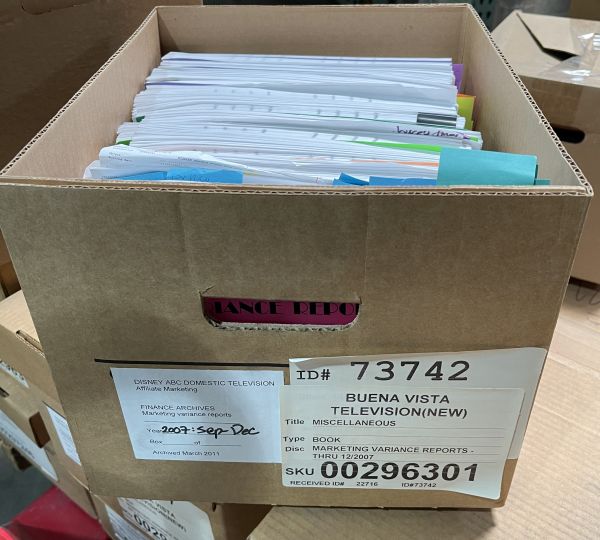 IANCE REPO
DISNEY ABC DOMESTIC TELEVISION
Affiliate Marketing
FINANCE ARCHIVES
Marketing variance reports
Year 2007: Sep-Dec
Box of
Archived March 2011
ID# 73742
BUENA VISTA
TELEVISION(NEW)
Title MISCELLANEOUS
Type BOOK
Disc MARKETING VARIANCE REPORTS -
THRU 12/2007
SKU 00296301
RECEIVED ID# 22716 ID#73742